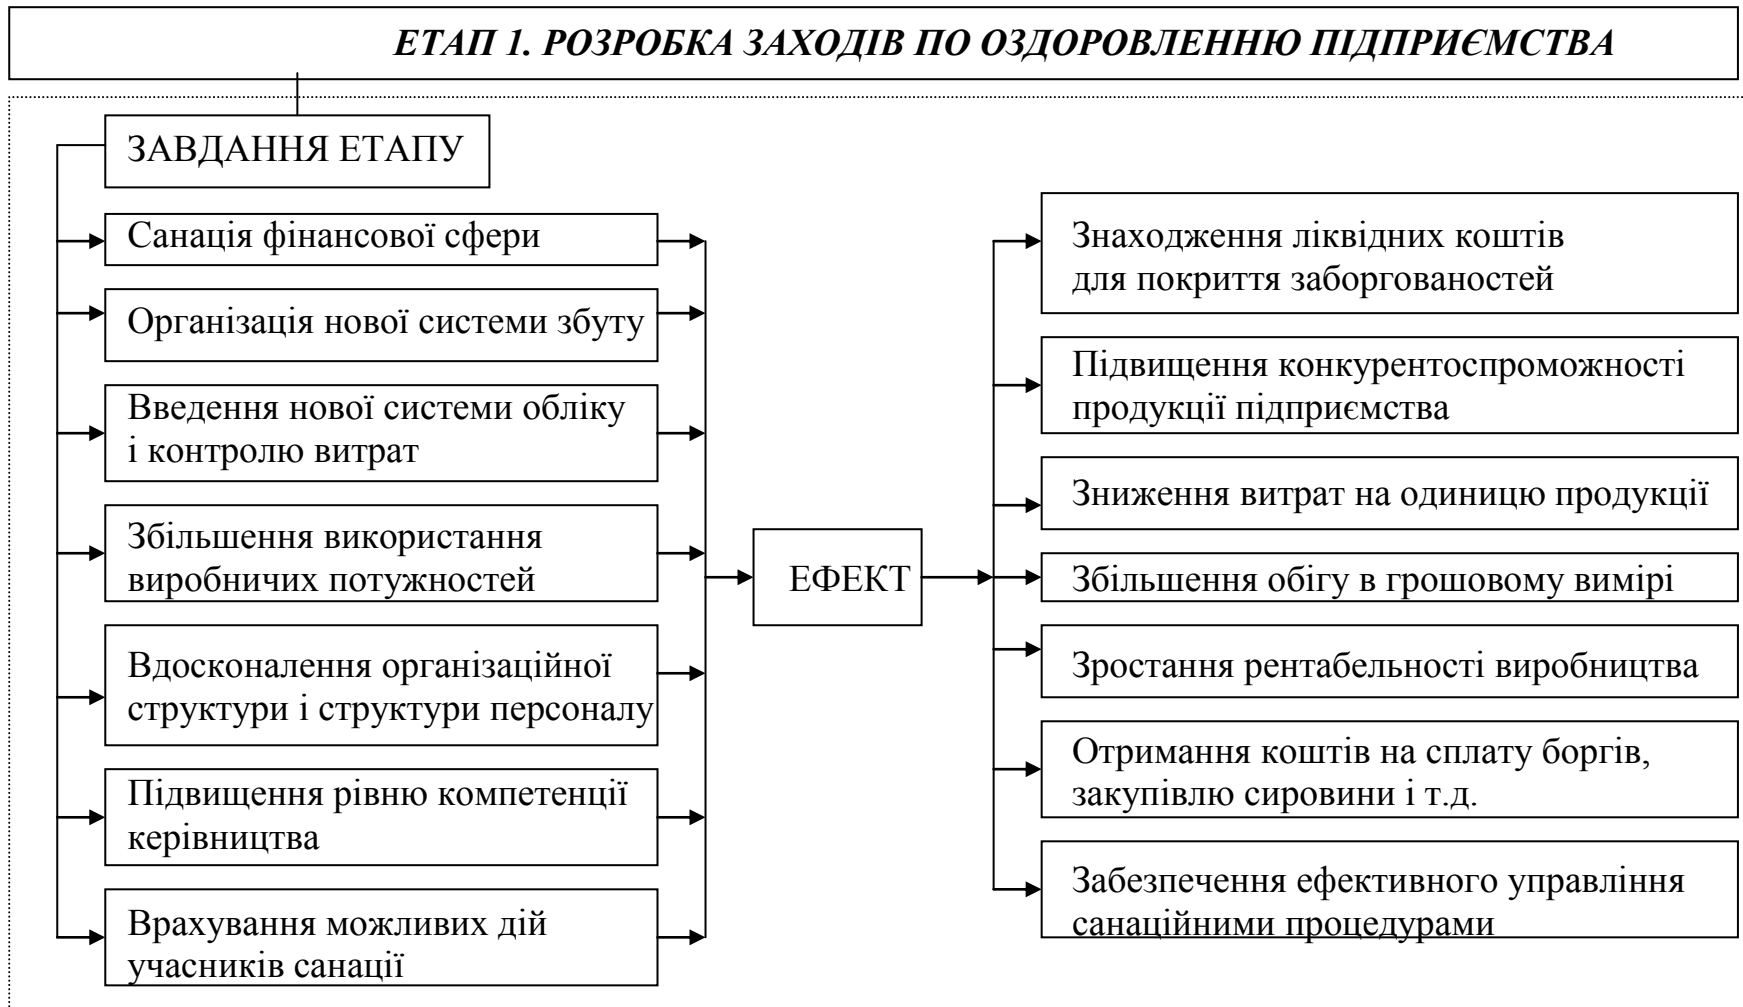 ЕТАП 1. РОЗРОБКА ЗАХОДІВ ПО ОЗДОРОВЛЕННЮ ПІДПРИЄМСТВА
ЗАВДАННЯ ЕТАПУ
Санація фінансової сфери
Організація нової системи збуту
Введення нової системи обліку
і контролю витрат
Збільшення використання
виробничих потужностей
Вдосконалення організаційної
структури і структури персоналу
Підвищення рівню компетенції
керівництва
Врахування можливих дій
учасників санації
ЕФЕКТ
Знаходження ліквідних коштів
для покриття заборгованостей
Підвищення конкурентоспроможності
продукції підприємства
Зниження витрат на одиницю продукції
Збільшення обігу в грошовому вимірі
Зростання рентабельності виробництва
Отримання коштів на сплату боргів,
закупівлю сировини і т.д.
Забезпечення ефективного управління
санаційними процедурами